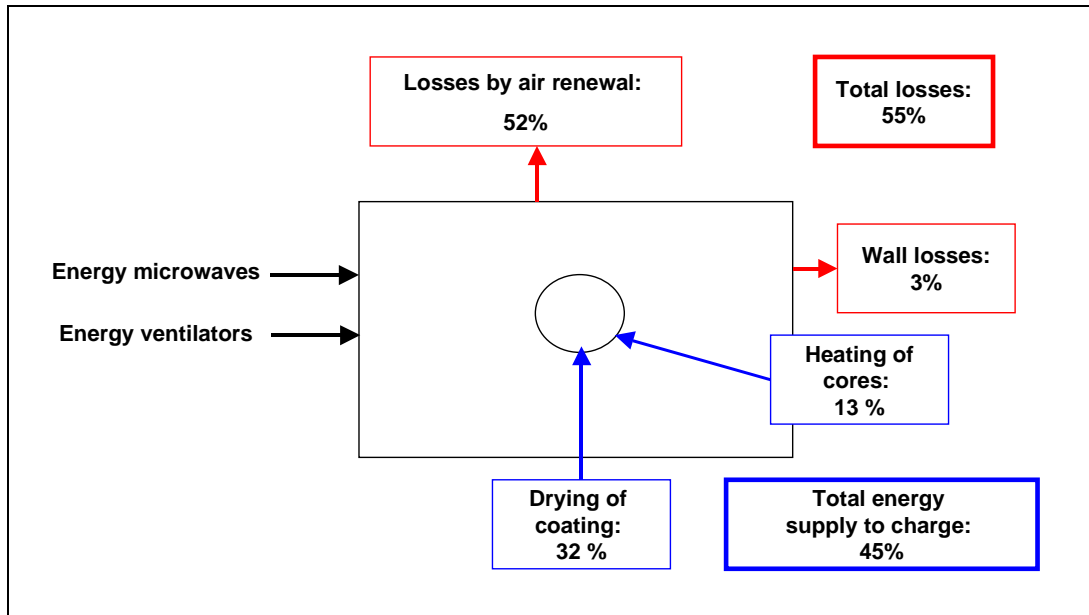 Losses by air renewal:
52%
Total losses:
55%
Energy microwaves
Energy ventilators
Wall losses:
3%
Heating of
cores:
13 %
Drying of
coating:
32 %
Total energy
supply to charge:
45%